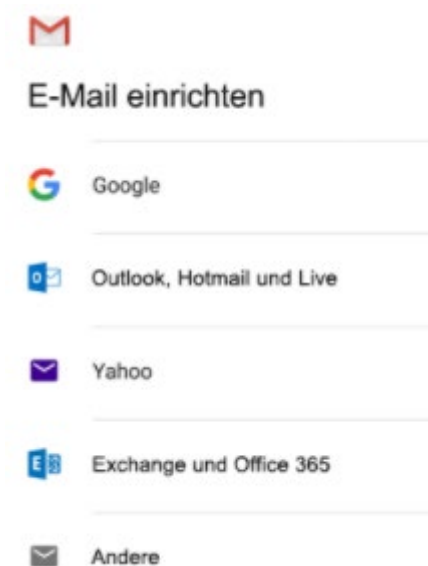 E-Mail einrichten
Google
Outlook, Hotmail und Live
Yahoo
Exchange und Office 365
Andere